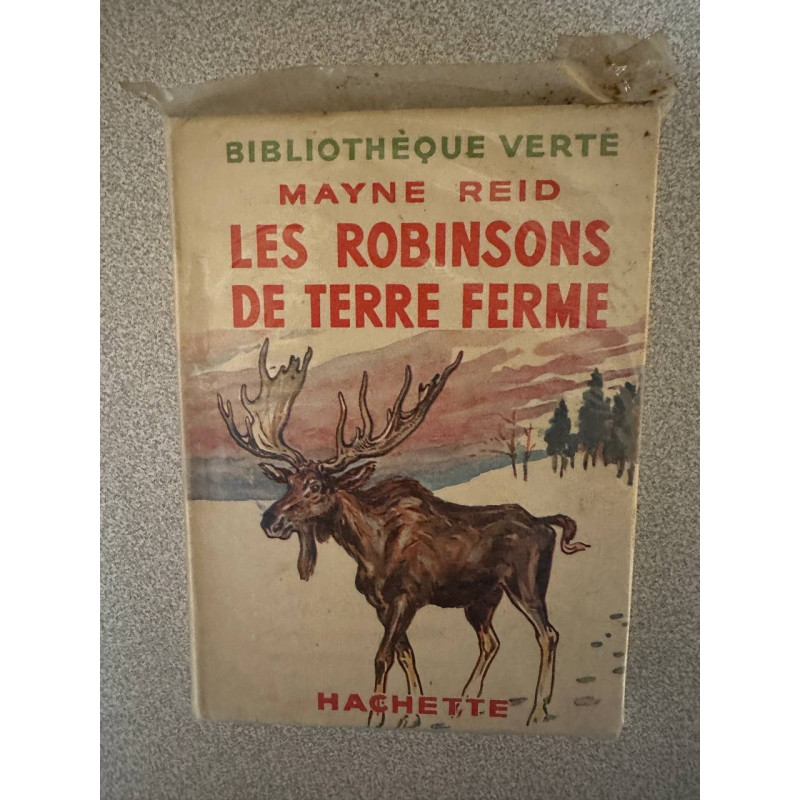 BIBLIOTHÈQUE VERTE
MAYNE REID
LES ROBINSONS
DE TERRE FERME
HACHETTE